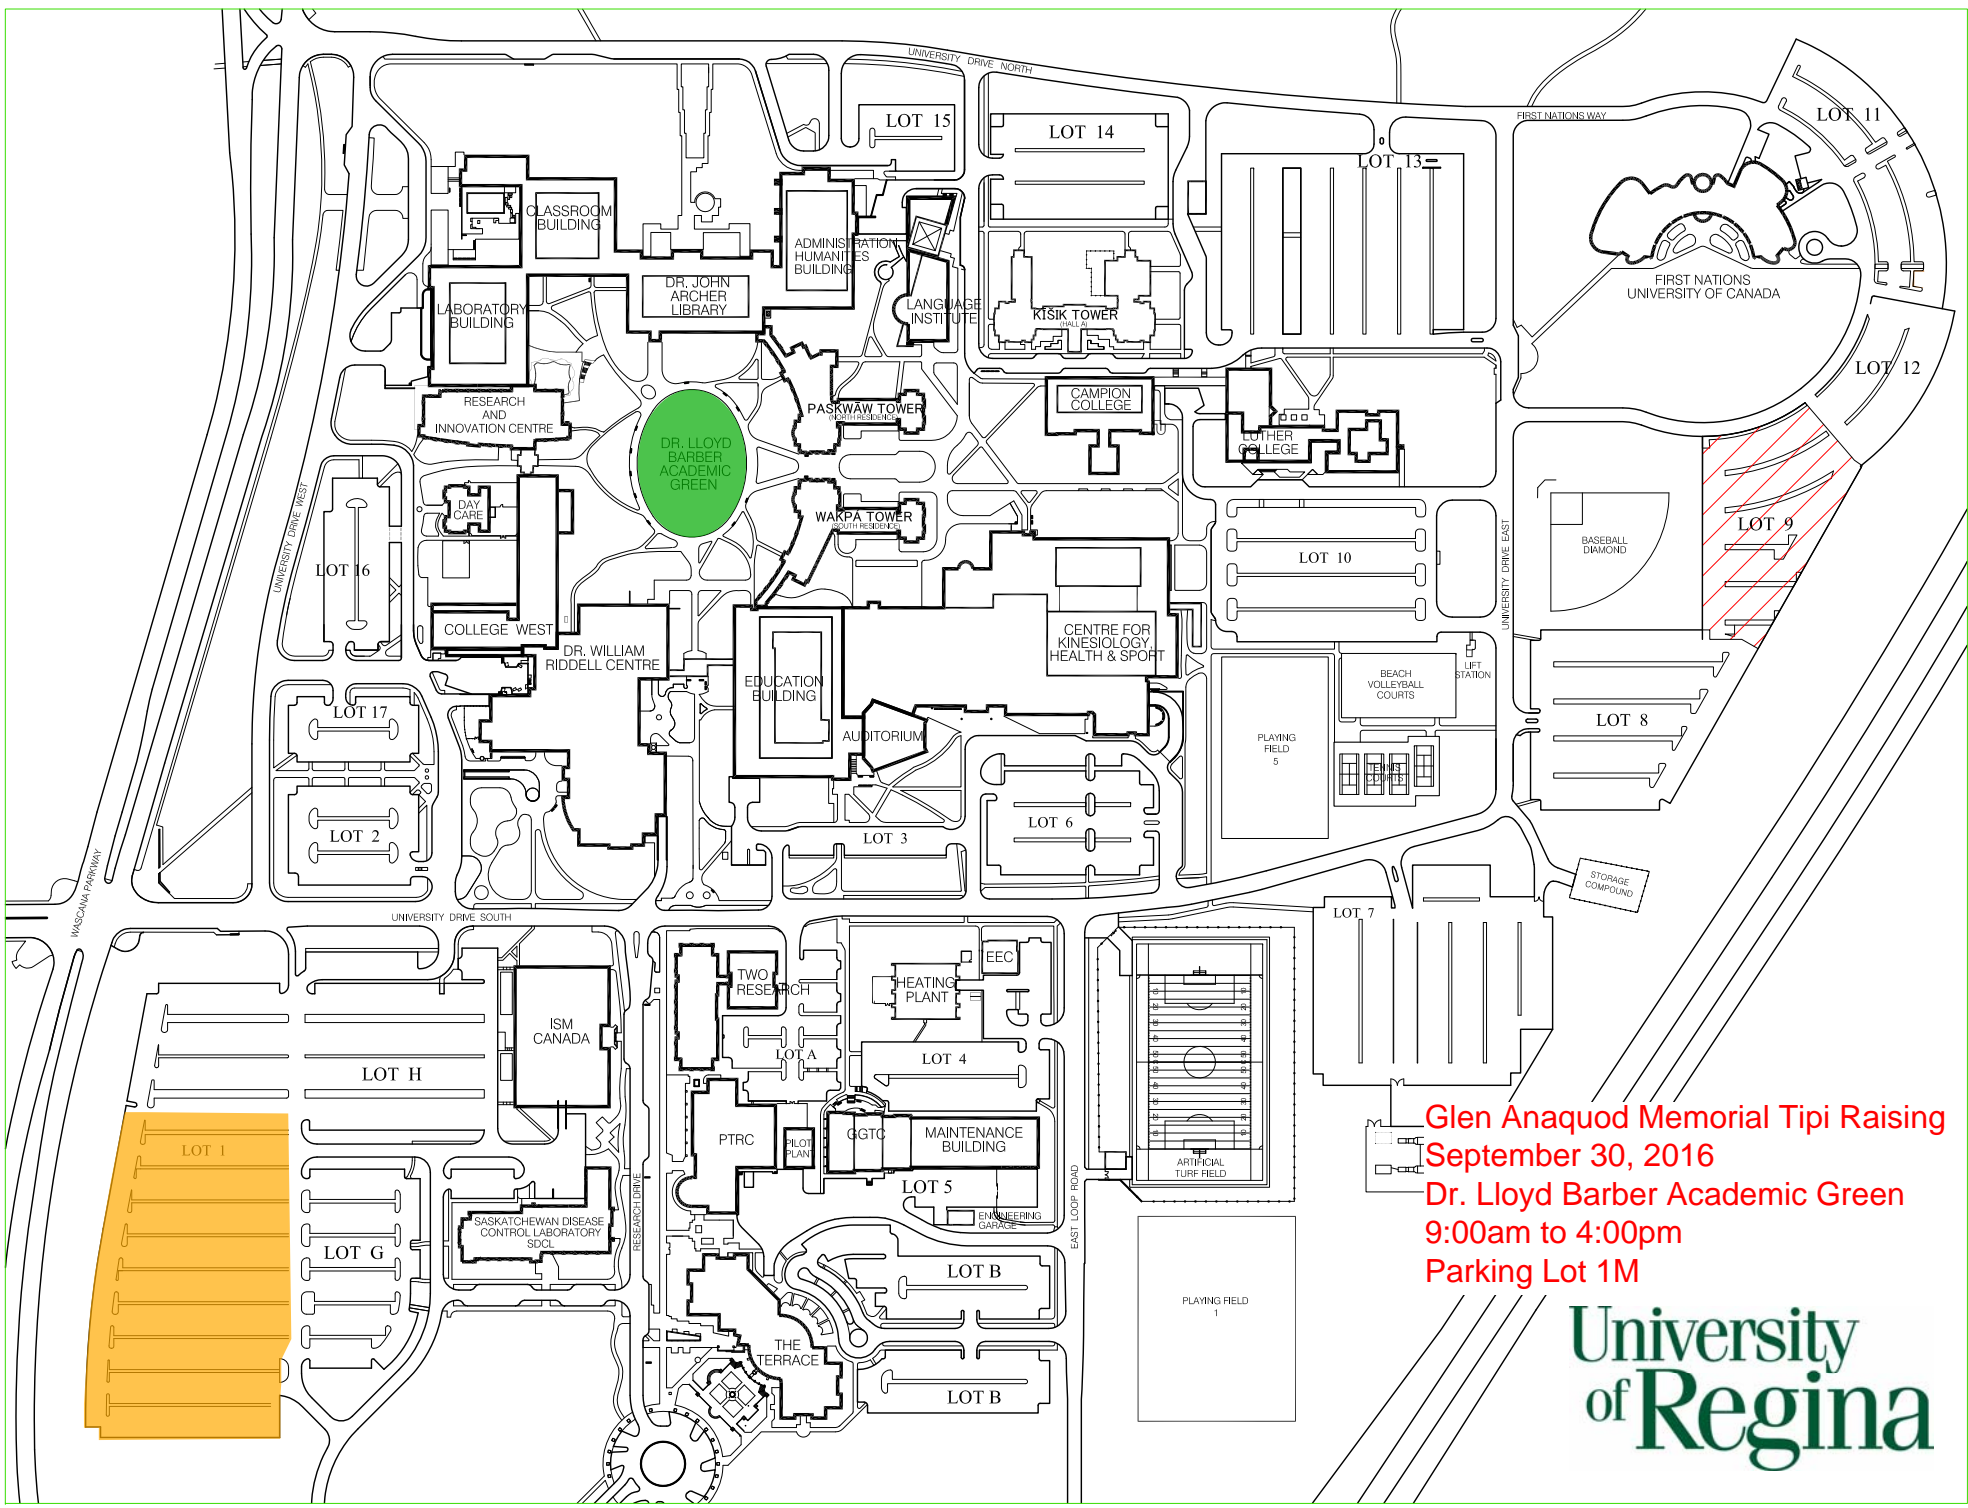 UNIVERSITY DRIVE NORTH
FIRST NATIONS WAY
LOT 11
LOT 15
LOT 14
LOT 13
CLASSROOM
BUILDING
ADMINISTRATION
HUMANITIES
BUILDING
DR. JOHN
ARCHER
LIBRARY
LABORATORY
BUILDING
LANGUAGE
INSTITUTE
KĪSIK TOWER
(HALL A)
FIRST NATIONS
UNIVERSITY OF CANADA
LOT 12
RESEARCH
AND
INNOVATION CENTRE
PASKWĀW TOWER
(NORTH RESIDENCE)
CAMPION
COLLEGE
LUTHER
COLLEGE
DR. LLOYD
BARBER
ACADEMIC
GREEN
DAY
CARE
WAKPÁ TOWER
(SOUTH RESIDENCE)
UNIVERSITY DRIVE WEST
LOT 16
LOT 10
UNIVERSITY DRIVE EAST
BASEBALL
DIAMOND
LOT 9
COLLEGE WEST
DR. WILLIAM
RIDDELL CENTRE
CENTRE FOR
KINESIOLOGY,
HEALTH & SPORT
EDUCATION
BUILDING
LIFT
STATION
BEACH
VOLLEYBALL
COURTS
LOT 17
AUDITORIUM
PLAYING
FIELD
5
TENNIS
COURTS
LOT 8
LOT 2
LOT 3
LOT 6
WASCANA PARKWAY
STORAGE
COMPOUND
UNIVERSITY DRIVE SOUTH
LOT 7
TWO
RESEARCH
HEATING
PLANT
EEC
ISM
CANADA
LOT A
LOT 4
LOT H
LOT 1
PTRC
PILOT
PLANT
GGTC
MAINTENANCE
BUILDING
ARTIFICIAL
TURF FIELD
LOT 5
ENGINEERING
GARAGE
RESEARCH DRIVE
EAST LOOP ROAD
SASKATCHEWAN DISEASE
CONTROL LABORATORY
SDCL
LOT G
LOT B
PLAYING FIELD
1
THE
TERRACE
LOT B
Glen Anaquod Memorial Tipi Raising
September 30, 2016
Dr. Lloyd Barber Academic Green
9:00am to 4:00pm
Parking Lot 1M
University
of Regina